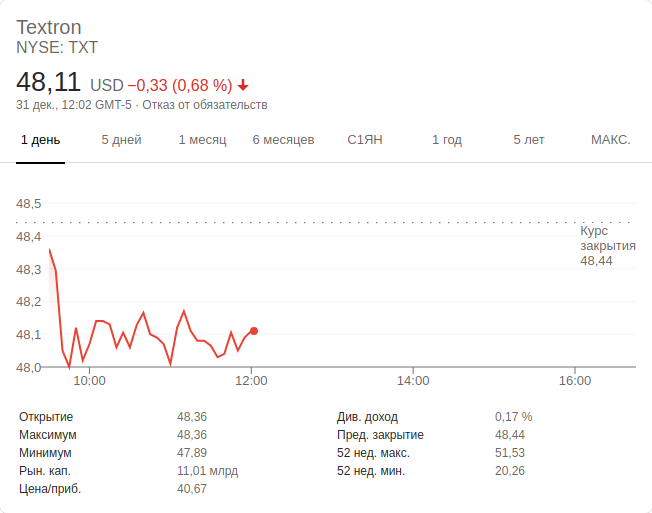 Textron
NYSE: TXT
48,11 USD −0,33 (0,68 %)
31 дек., 12:02 GMT-5 · Отказ от обязательств
1 день 5 дней 1 месяц 6 месяцев С1ЯН 1 год 5 лет МАКС.
48,5
48,4
48,3
48,2
48,1
48,0
Курс
закрытия
48,44
10:00 12:00 14:00 16:00
Открытие 48,36 Див. доход 0,17 %
Максимум 48,36 Пред. закрытие 48,44
Минимум 47,89 52 нед. макс. 51,53
Рын. кап. 11,01 млрд 52 нед. мин. 20,26
Цена/приб. 40,67